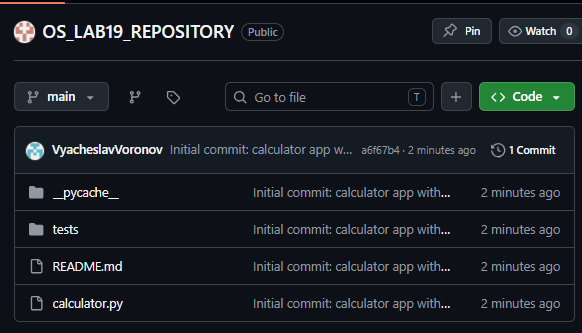 OS_LAB19_REPOSITORY Public Pin Watch 0
main Go to file T + Code
VyacheslavVoronov Initial commit: calculator app w... a6f67b4 · 2 minutes ago 1 Commit
__pycache__ Initial commit: calculator app with... 2 minutes ago
tests Initial commit: calculator app with... 2 minutes ago
README.md Initial commit: calculator app with... 2 minutes ago
calculator.py Initial commit: calculator app with... 2 minutes ago